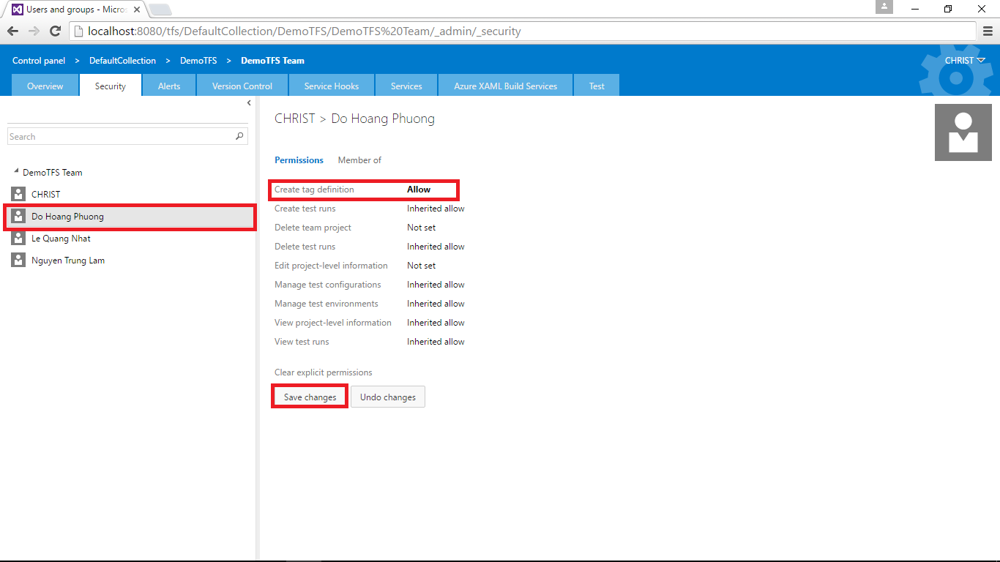 Users and groups - Micros
localhost:8080/tfs/DefaultCollection/DemoTFS/DemoTFS%20Team/_admin/_security
Control panel > DefaultCollection > DemoTFS > DemoTFS Team
CHRIST
Overview Security Alerts Version Control Service Hooks Services Azure XAML Build Services Test
Search
DemoTFS Team
CHRIST
Do Hoang Phuong
Le Quang Nhat
Nguyen Trung Lam
CHRIST > Do Hoang Phuong
Permissions Member of
Create tag definition Allow
Create test runs Inherited allow
Delete team project Not set
Delete test runs Inherited allow
Edit project-level information Not set
Manage test configurations Inherited allow
Manage test environments Inherited allow
View project-level information Inherited allow
View test runs Inherited allow
Clear explicit permissions
Save changes Undo changes